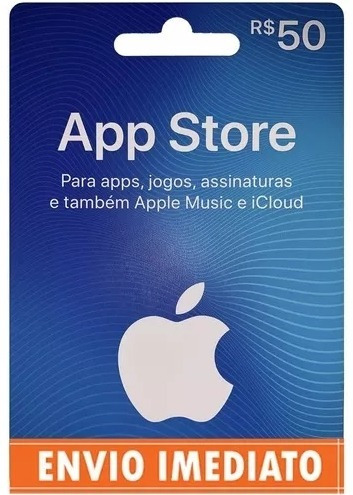 R$50
App Store
Para apps, jogos, assinaturas
e também Apple Music e iCloud
ENVIO IMEDIATO